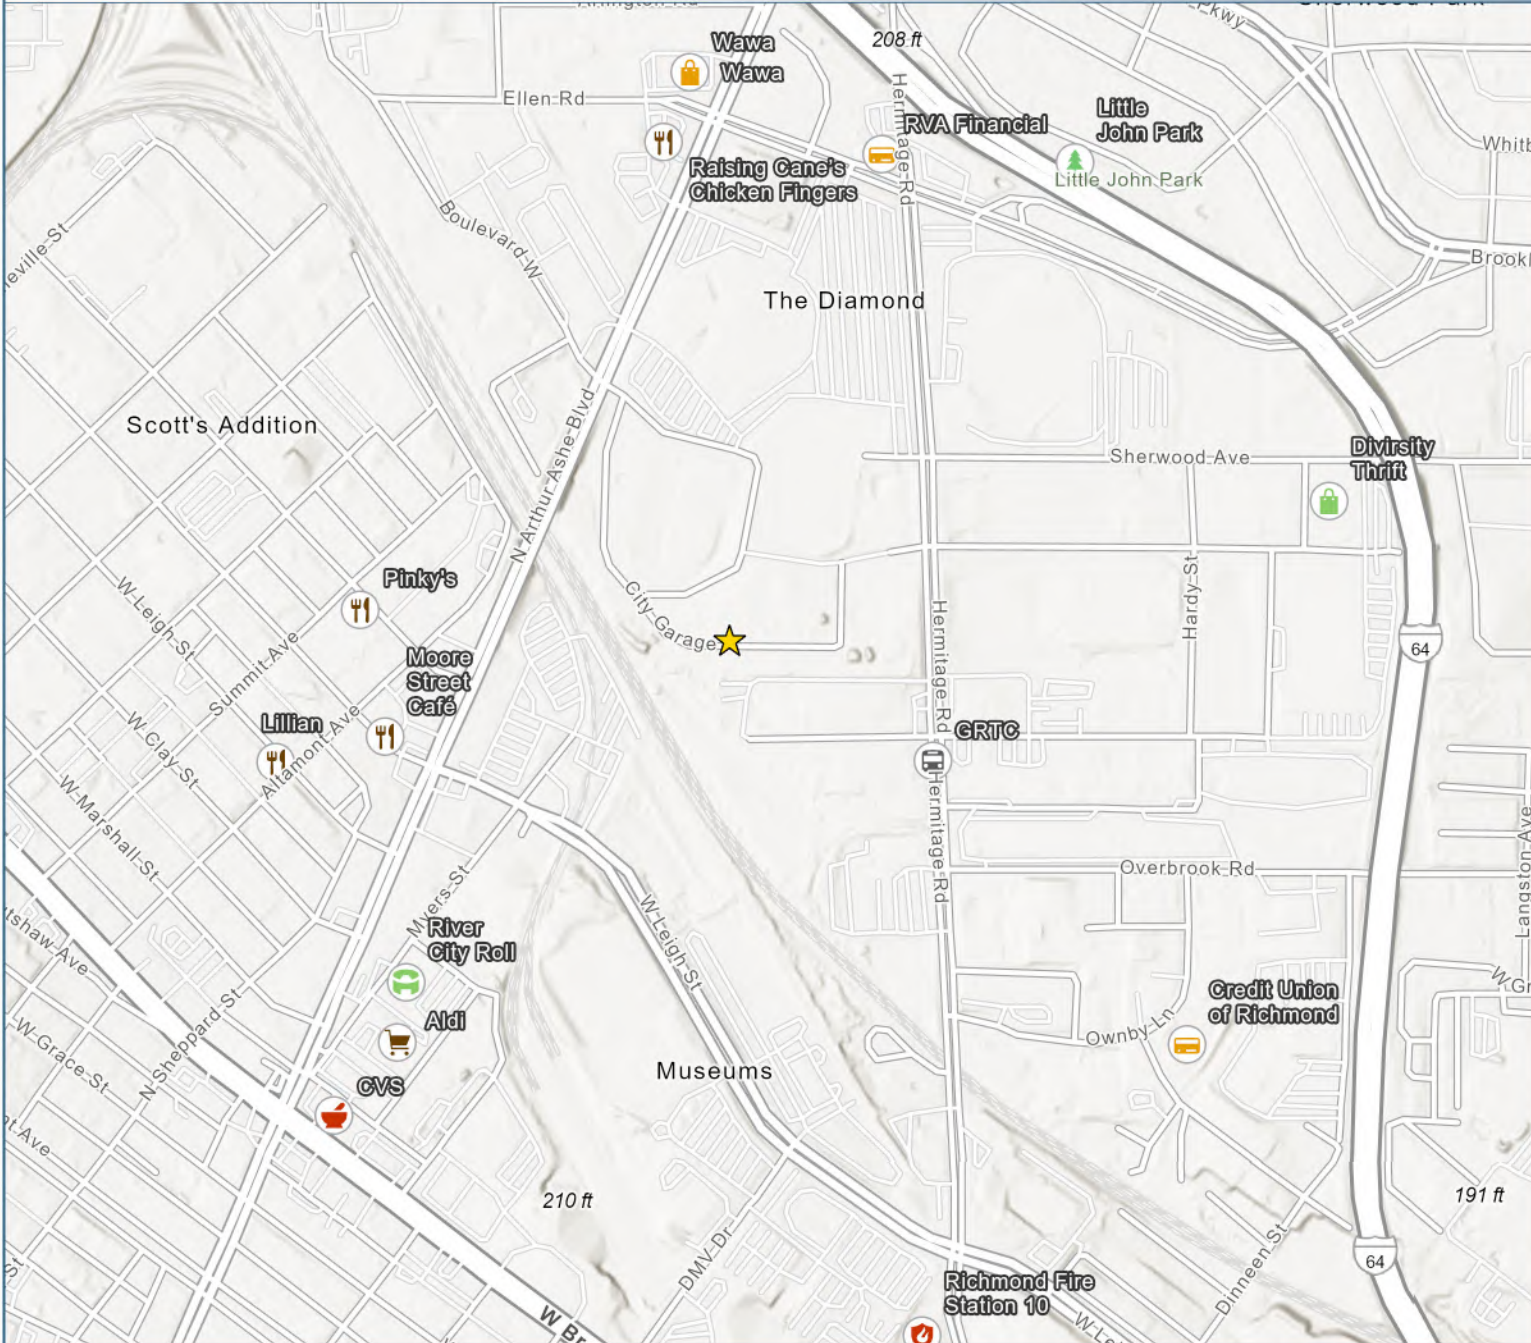 208 ft
Pkwy
Wawa
Wawa
Ellen Rd
Hermitage Rd
RVA Financial
Little
John Park
Little John Park
Raising Cane's
Chicken Fingers
Boulevard W
The Diamond
Scott's Addition
N Arthur Ashe Blvd
Sherwood Ave
Divirsity
Thrift
Pinky's
W Leigh St
Summit Ave
City Garage
Hermitage Rd
Hardy St
64
Moore
Street
Café
Lillian
Altamont Ave
W Clay St
W Marshall St
GRTC
Hermitage Rd
Overbrook Rd
Langston Ave
Myers St
W Leigh St
River
City Roll
Aldi
CVS
N Sheppard St
W Grace St
Museums
Ownby Ln
Credit Union
of Richmond
210 ft
191 ft
DMV Dr
Dinneen St
64
Richmond Fire
Station 10